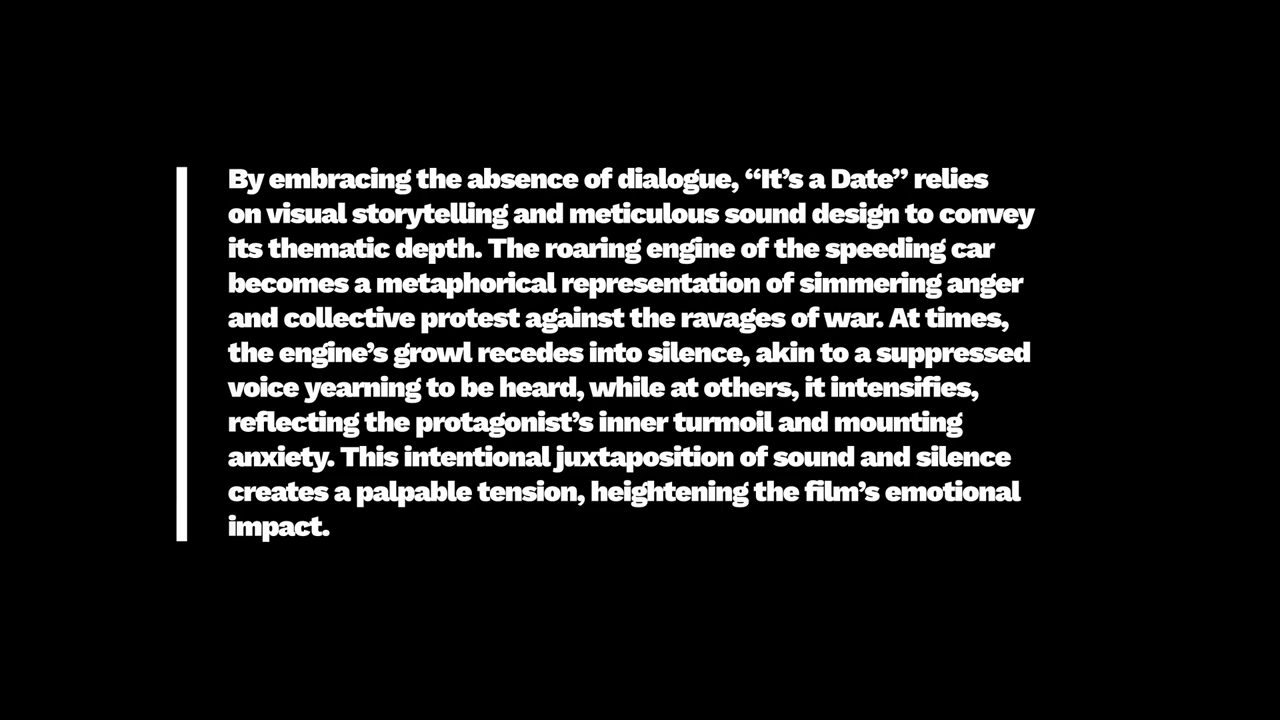 By embracing the absence of dialogue, “It’s a Date” relies
on visual storytelling and meticulous sound design to convey
its thematic depth. The roaring engine of the speeding car
becomes a metaphorical representation of simmering anger
and collective protest against the ravages of war. At times,
the engine’s growl recedes into silence, akin to a suppressed
voice yearning to be heard, while at others, it intensifies,
reflecting the protagonist’s inner turmoil and mounting
anxiety. This intentional juxtaposition of sound and silence
creates a palpable tension, heightening the film’s emotional
impact.